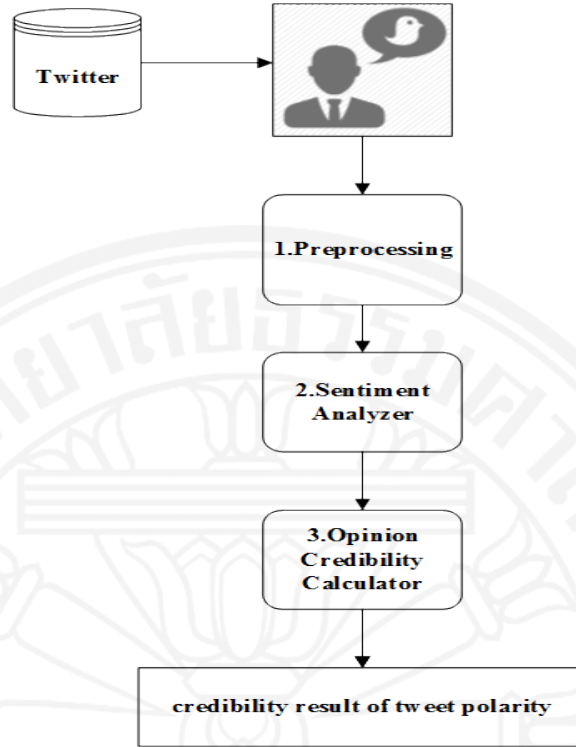 Twitter
1.Preprocessing
2.Sentiment
Analyzer
3.Opinion
Credibility
Calculator
credibility result of tweet polarity